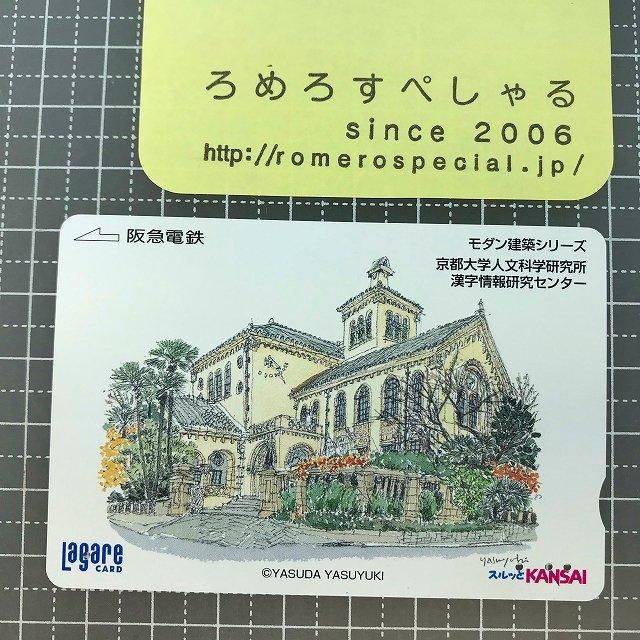 ろめろすぺしゃる
since 2006
http://romerospecial.jp/
阪急電鉄
モダン建築シリーズ
京都大学人文科学研究所
漢字情報研究センター
Lagare
CARD
yasuyuki
©YASUDA YASUYUKI
スルッとKANSAI